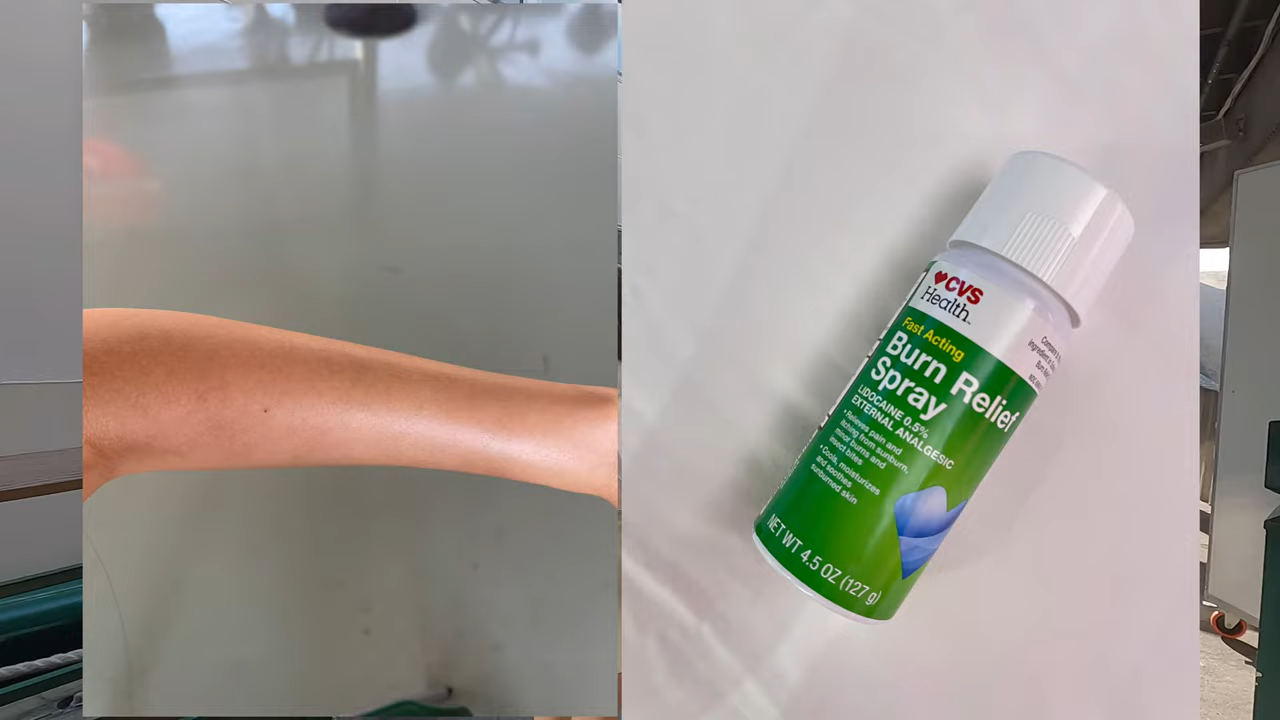 CVS
Health™
Fast Acting
Burn Relief
Spray
LIDOCAINE 0.5%
EXTERNAL ANALGESIC
• Relieves pain and
itching from sunburn,
minor burns and
insect bites
• Cools, moisturizes
and soothes
sunburned skin
NET WT 4.5 OZ (127 g)